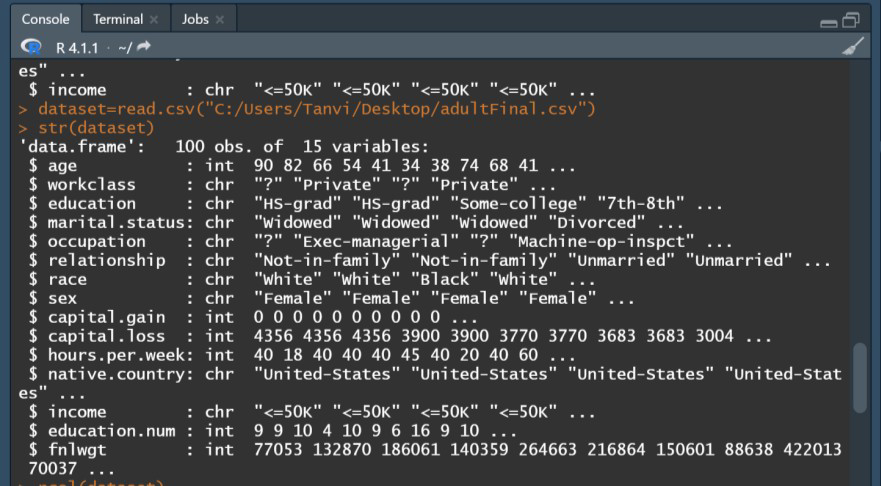 Console Terminal × Jobs ×
R 4.1.1 · ~/
es" ...
 $ income        : chr  "<=50K" "<=50K" "<=50K" "<=50K" ...
> dataset=read.csv("C:/Users/Tanvi/Desktop/adultFinal.csv")
> str(dataset)
'data.frame':   100 obs. of  15 variables:
 $ age           : int  90 82 66 54 41 34 38 74 68 41 ...
 $ workclass     : chr  "?" "Private" "?" "Private" ...
 $ education     : chr  "HS-grad" "HS-grad" "Some-college" "7th-8th" ...
 $ marital.status: chr  "Widowed" "Widowed" "Widowed" "Divorced" ...
 $ occupation    : chr  "?" "Exec-managerial" "?" "Machine-op-inspct" ...
 $ relationship  : chr  "Not-in-family" "Not-in-family" "Unmarried" "Unmarried" ...
 $ race          : chr  "White" "White" "Black" "White" ...
 $ sex           : chr  "Female" "Female" "Female" "Female" ...
 $ capital.gain  : int  0 0 0 0 0 0 0 0 0 0 ...
 $ capital.loss  : int  4356 4356 4356 3900 3900 3770 3770 3683 3683 3004 ...
 $ hours.per.week: int  40 18 40 40 40 45 40 20 40 60 ...
 $ native.country: chr  "United-States" "United-States" "United-States" "United-Stat
es" ...
 $ income        : chr  "<=50K" "<=50K" "<=50K" "<=50K" ...
 $ education.num : int  9 9 10 4 10 9 6 16 9 10 ...
 $ fnlwgt        : int  77053 132870 186061 140359 264663 216864 150601 88638 422013
70037 ...